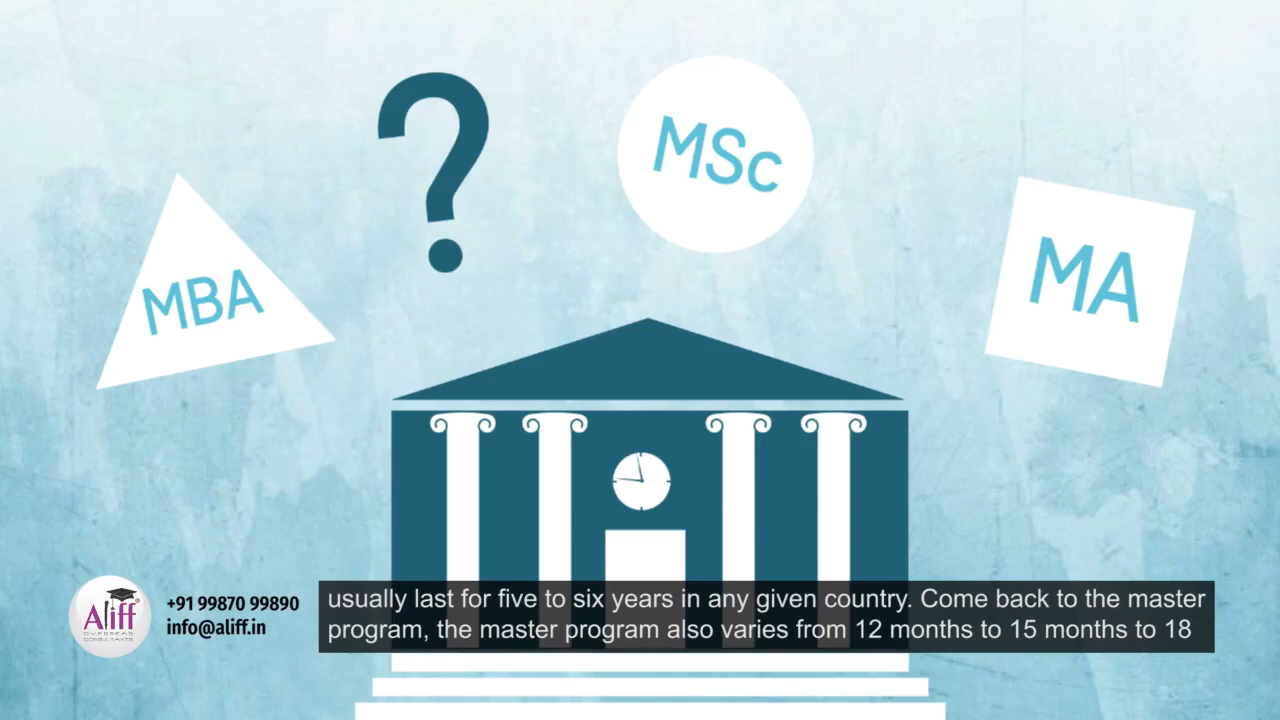 ?
MSc
MBA
MA
Aliff
OVERSEAS
CONSULTANTS
+91 99870 99890
info@aliff.in
usually last for five to six years in any given country. Come back to the master
program, the master program also varies from 12 months to 15 months to 18